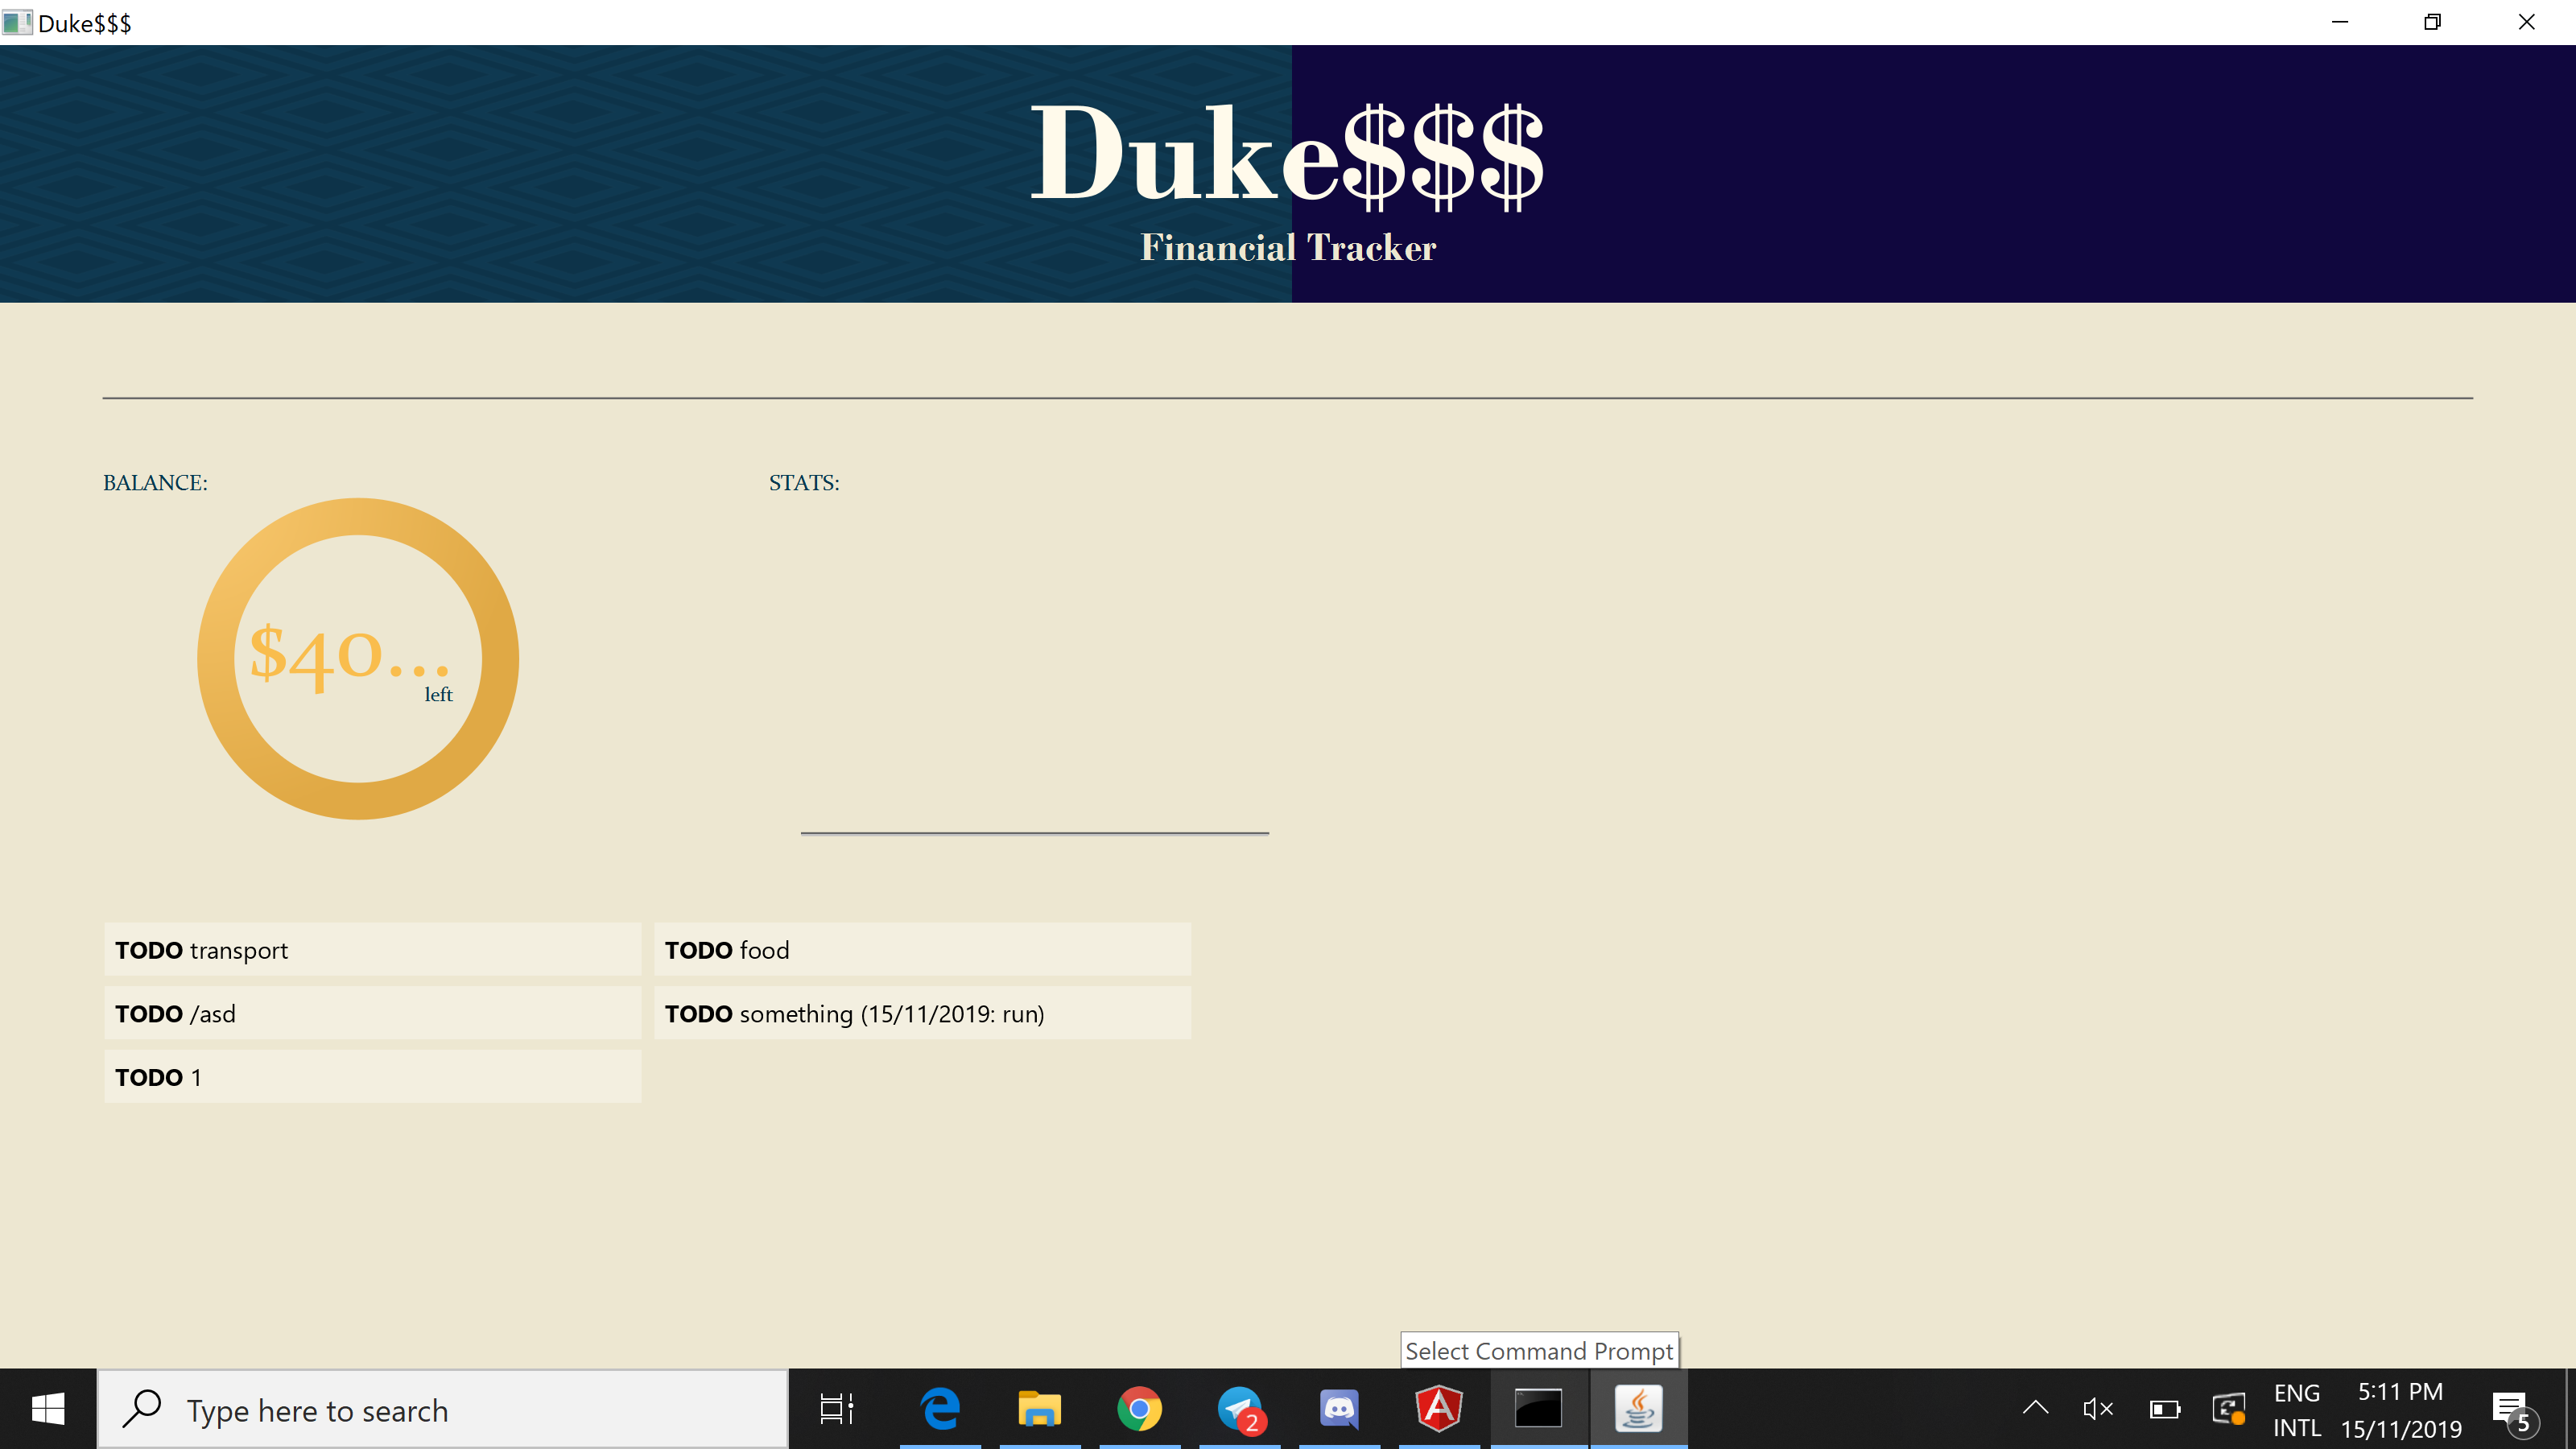 Duke$$$
Duke$$$
Financial Tracker
BALANCE:
STATS:
$40...
left
TODO transport
TODO food
TODO /asd
TODO something (15/11/2019: run)
TODO 1
Select Command Prompt
Type here to search
2
ENG
INTL
5:11 PM
15/11/2019
5